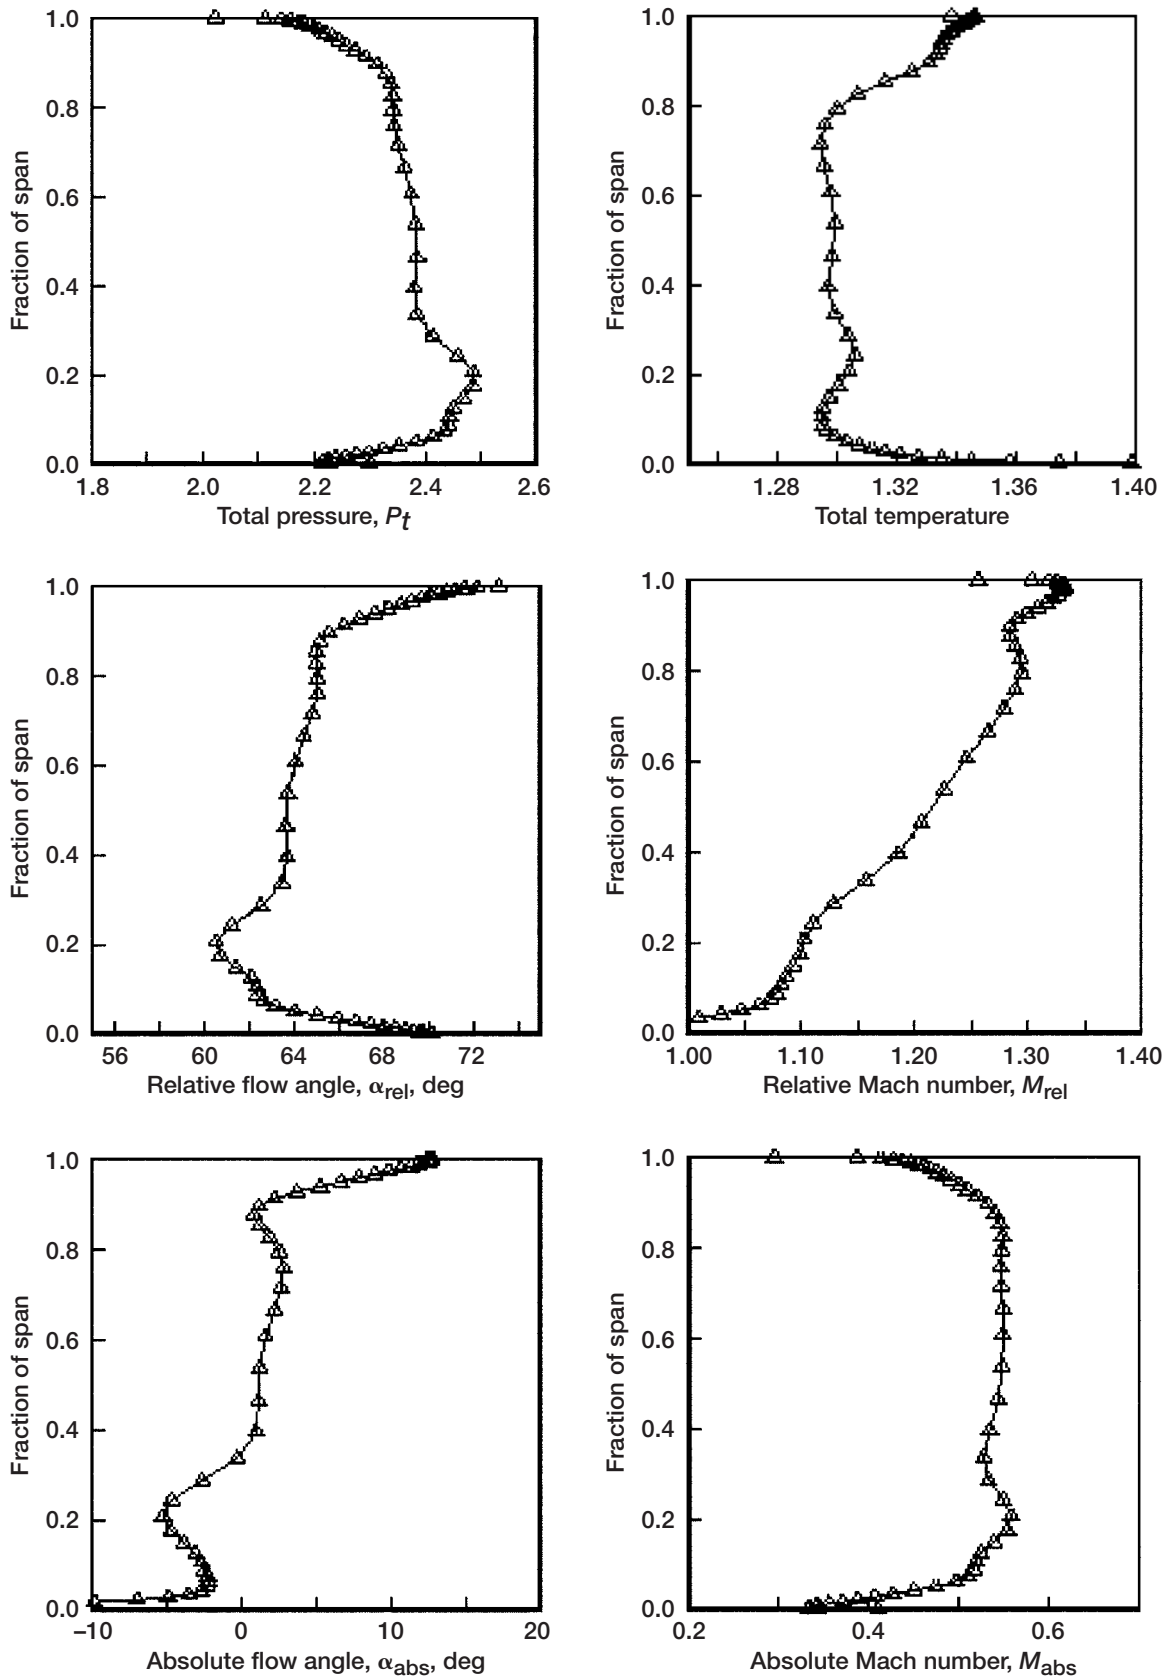 1.0
0.8
0.6
0.4
0.2
0.0
Fraction of span
1.8 2.0 2.2 2.4 2.6
Total pressure, Pt
1.0
0.8
0.6
0.4
0.2
0.0
Fraction of span
1.28 1.32 1.36 1.40
Total temperature
1.0
0.8
0.6
0.4
0.2
0.0
Fraction of span
56 60 64 68 72
Relative flow angle, αrel, deg
1.0
0.8
0.6
0.4
0.2
0.0
Fraction of span
1.00 1.10 1.20 1.30 1.40
Relative Mach number, Mrel
1.0
0.8
0.6
0.4
0.2
0.0
Fraction of span
–10 0 10 20
Absolute flow angle, αabs, deg
1.0
0.8
0.6
0.4
0.2
0.0
Fraction of span
0.2 0.4 0.6
Absolute Mach number, Mabs